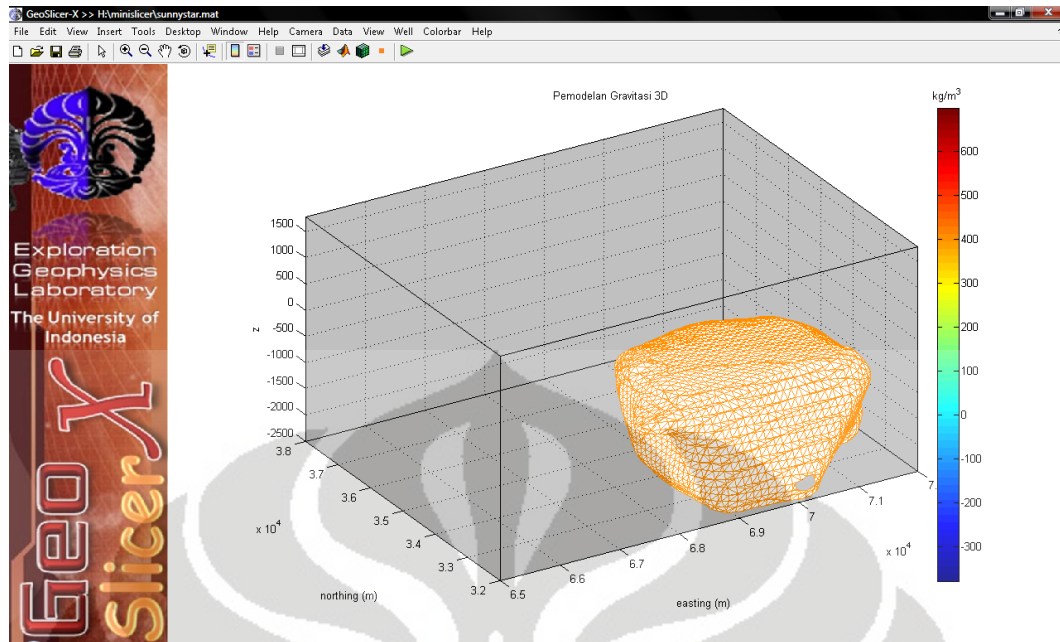 GeoSlicer-X >> H:\minislicer\sunnystar.mat
File Edit View Insert Tools Desktop Window Help Camera Data View Well Colorbar Help
Exploration
Geophysics
Laboratory
The University of
Indonesia
Geo X
Slicer
Pemodelan Gravitasi 3D
kg/m³
600
500
400
300
200
100
0
-100
-200
-300
z
1500
1000
500
0
-500
-1000
-1500
-2000
-2500
3.8
3.7
3.6
3.5
3.4
3.3
3.2
x 10⁴
northing (m)
6.5
6.6
6.7
6.8
6.9
7
7.1
x 10⁴
easting (m)